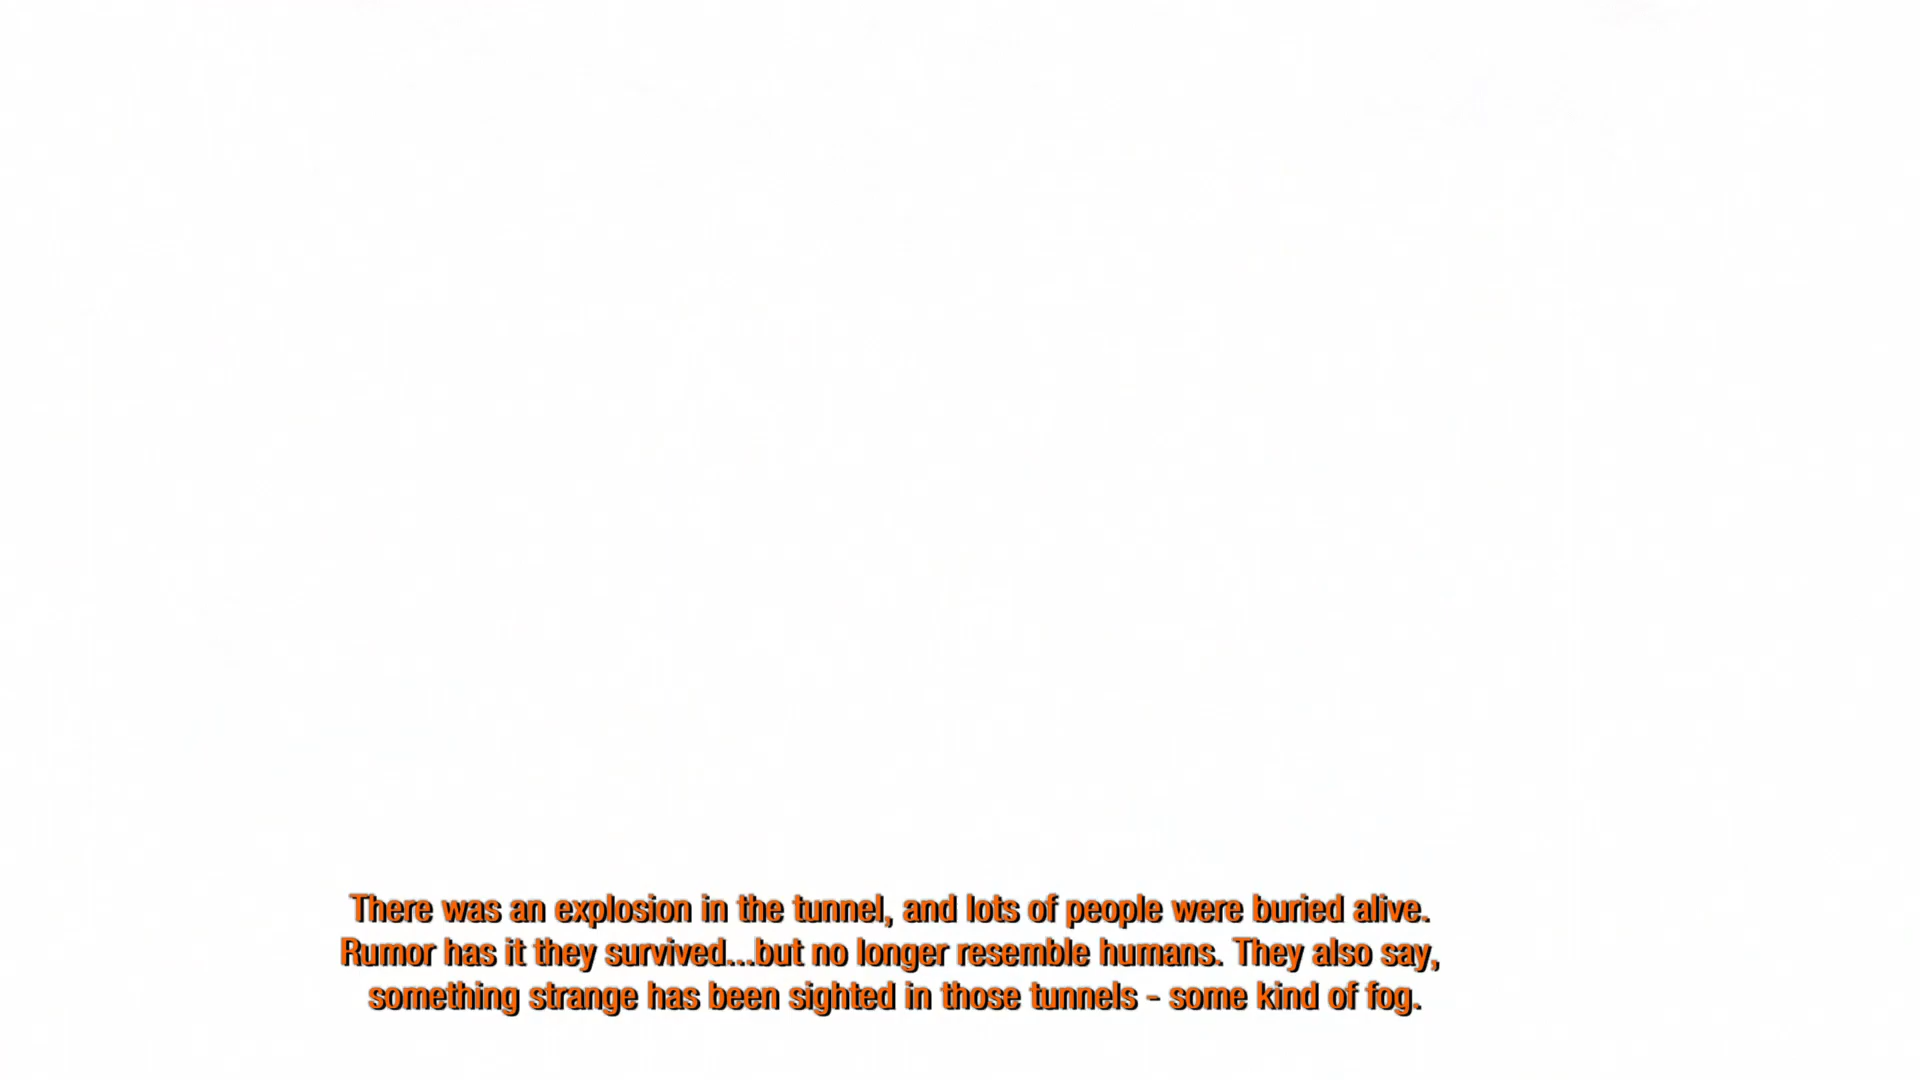 There was an explosion in the tunnel, and lots of people were buried alive.
Rumor has it they survived...but no longer resemble humans. They also say,
something strange has been sighted in those tunnels - some kind of fog.